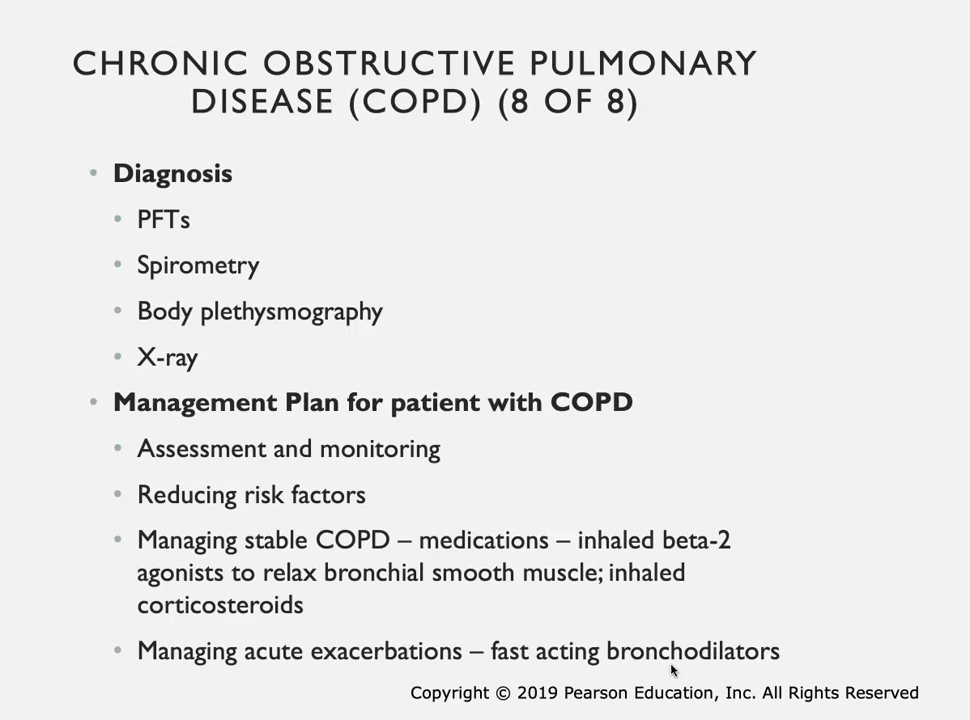 CHRONIC OBSTRUCTIVE PULMONARY
DISEASE (COPD) (8 OF 8)
• Diagnosis
• PFTs
• Spirometry
• Body plethysmography
• X-ray
• Management Plan for patient with COPD
• Assessment and monitoring
• Reducing risk factors
• Managing stable COPD – medications – inhaled beta-2
agonists to relax bronchial smooth muscle; inhaled
corticosteroids
• Managing acute exacerbations – fast acting bronchodilators
Copyright © 2019 Pearson Education, Inc. All Rights Reserved